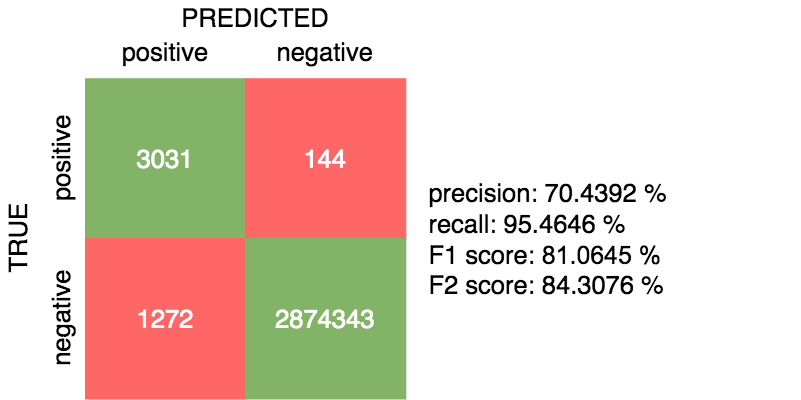 PREDICTED
positive negative
positive
3031 144
TRUE
negative
1272 2874343
precision: 70.4392 %
recall: 95.4646 %
F1 score: 81.0645 %
F2 score: 84.3076 %